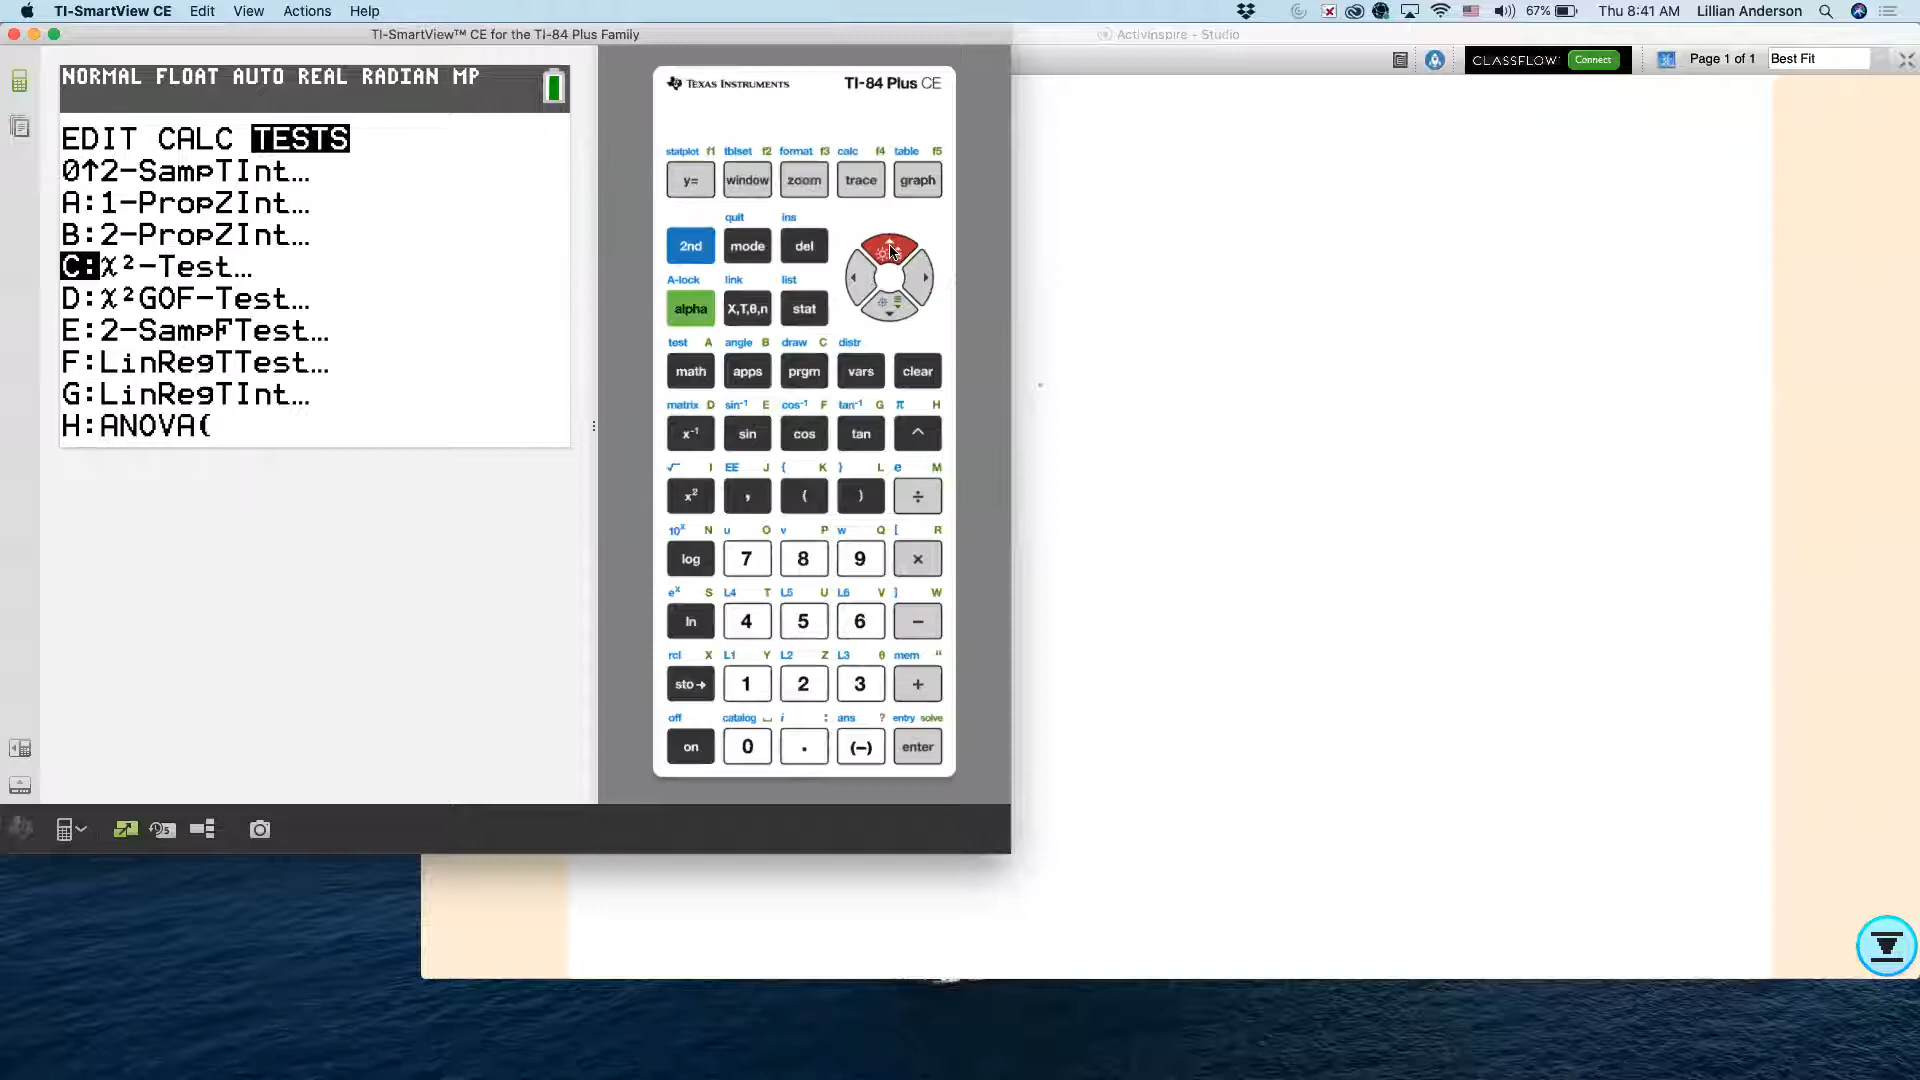 TI-SmartView CE Edit View Actions Help 67% Thu 8:41 AM Lillian Anderson
TI-SmartView™ CE for the TI-84 Plus Family
ActivInspire - Studio
CLASSFLOW Connect Page 1 of 1 Best Fit
NORMAL FLOAT AUTO REAL RADIAN MP
EDIT CALC TESTS
0↑2-SampTInt…
A:1-PropZInt…
B:2-PropZInt…
C:χ²-Test…
D:χ²GOF-Test…
E:2-SampFTest…
F:LinRegTTest…
G:LinRegTInt…
H:ANOVA(
TEXAS INSTRUMENTS TI-84 Plus CE
statplot f1 tblset f2 format f3 calc f4 table f5
y= window zoom trace graph
quit ins
2nd mode del
A-lock link list
alpha X,T,θ,n stat
test A angle B draw C distr
math apps prgm vars clear
matrix D sin⁻¹ E cos⁻¹ F tan⁻¹ G π H
x⁻¹ sin cos tan ^
√ I EE J { K } L e M
x² , ( ) ÷
10ˣ N u O v P w Q [ R
log 7 8 9 ×
eˣ S L4 T L5 U L6 V ] W
ln 4 5 6 −
rcl X L1 Y L2 Z L3 θ mem "
sto→ 1 2 3 +
off catalog ⎵ i : ans ? entry solve
on 0 . (−) enter